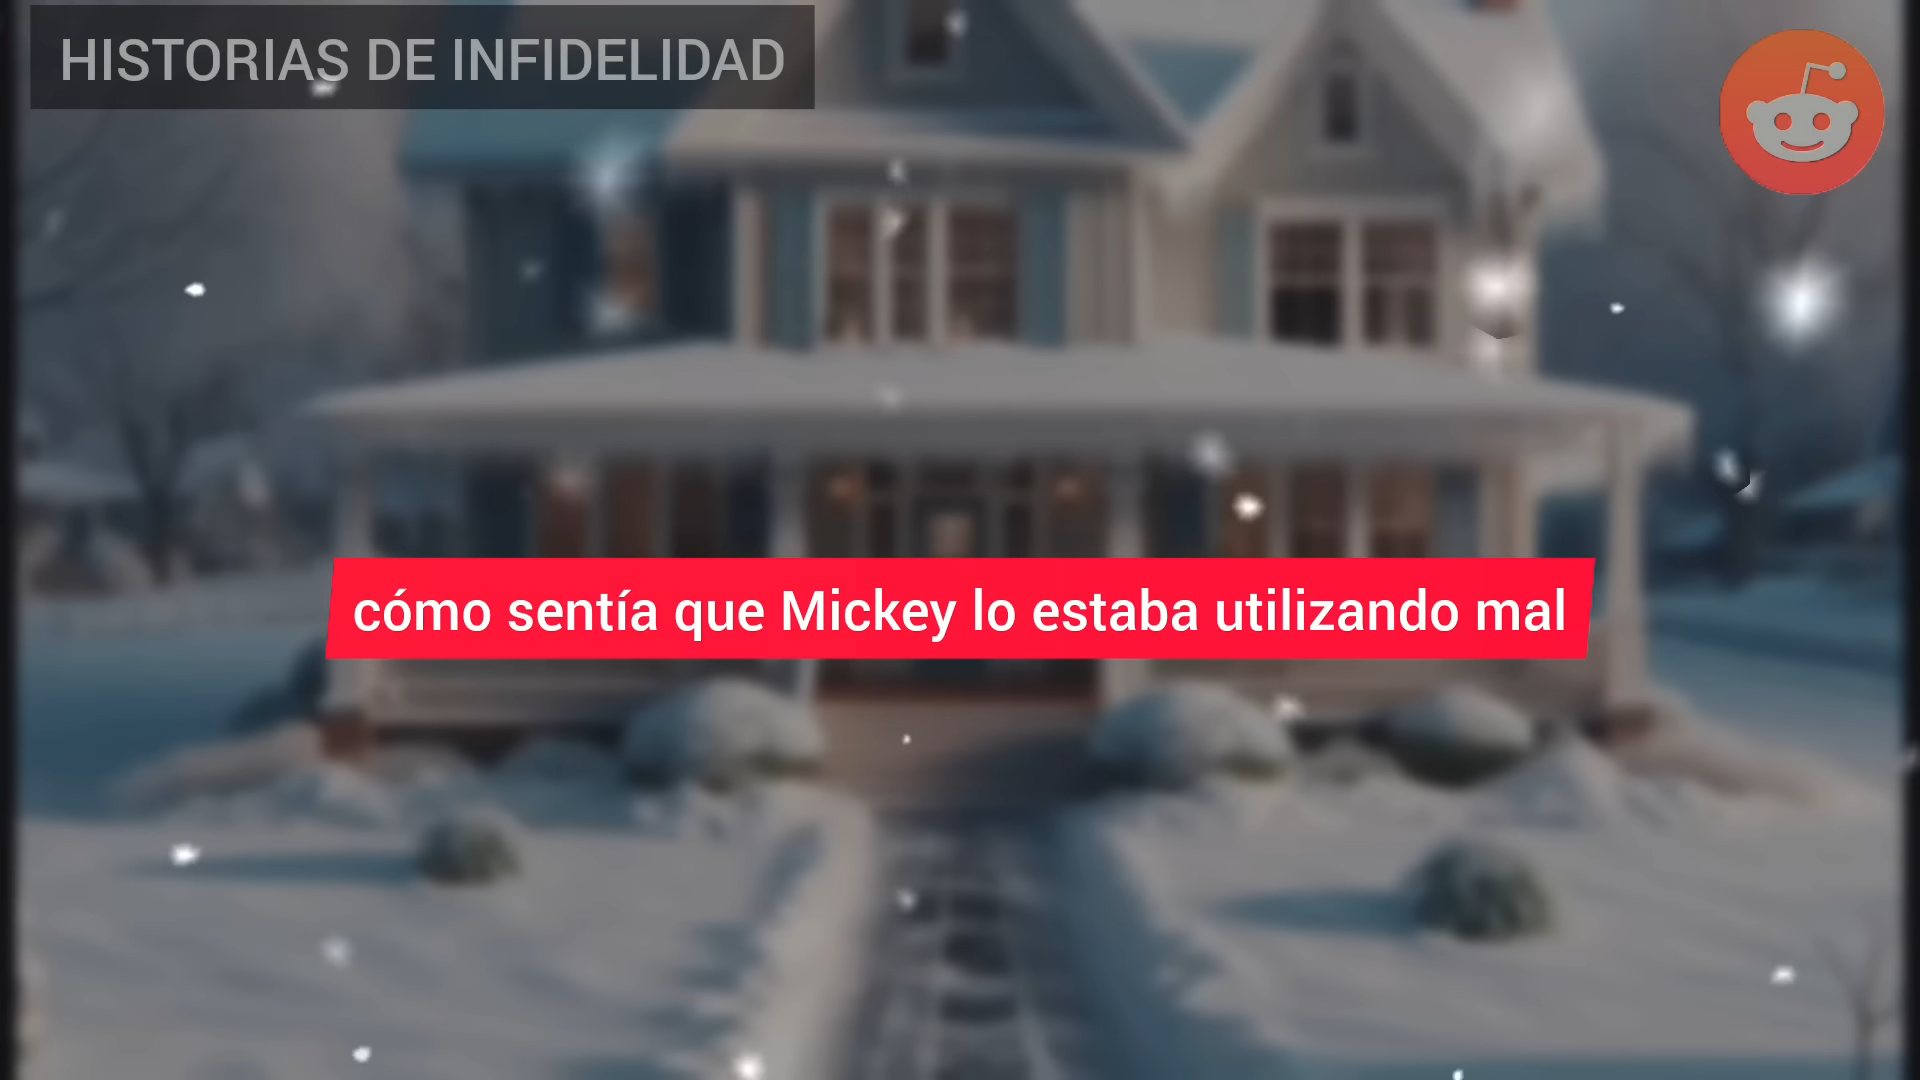 HISTORIAS DE INFIDELIDAD
cómo sentía que Mickey lo estaba utilizando mal